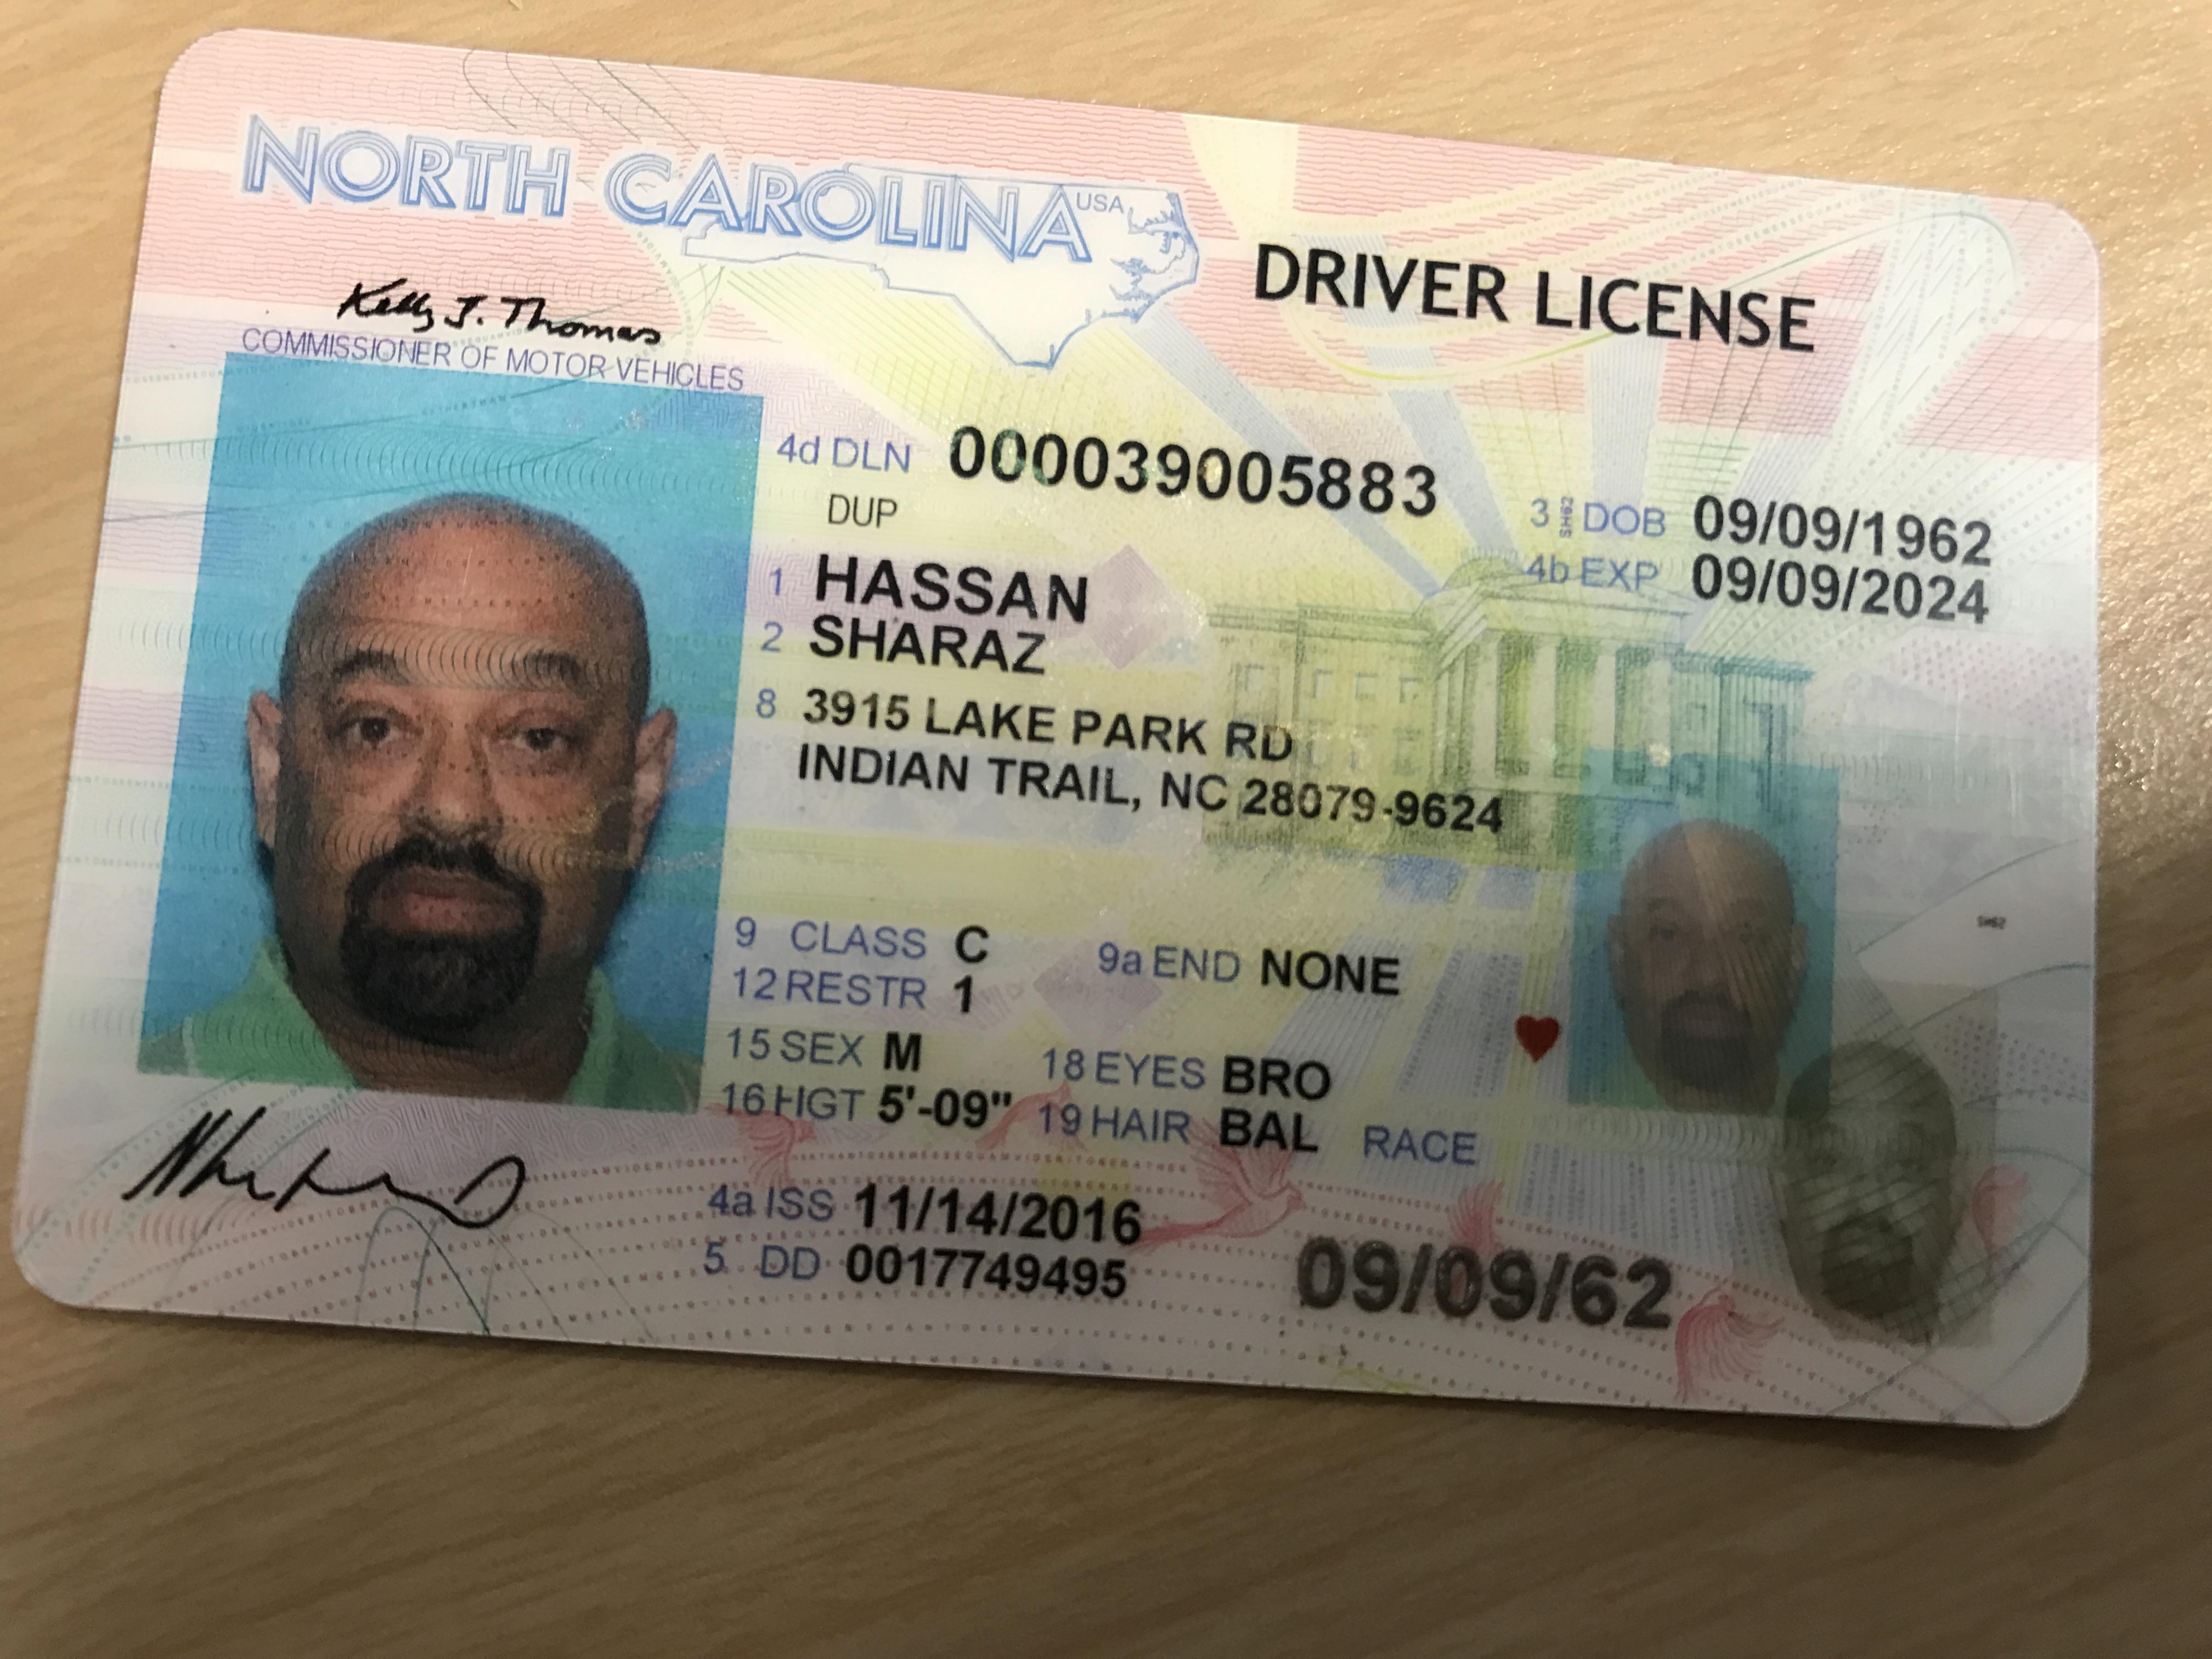 NORTH CAROLINA USA
DRIVER LICENSE
Kelly J. Thomas
COMMISSIONER OF MOTOR VEHICLES
4d DLN 000039005883
DUP
3 DOB 09/09/1962
4b EXP 09/09/2024
1 HASSAN
2 SHARAZ
8 3915 LAKE PARK RD
INDIAN TRAIL, NC 28079-9624
9 CLASS C 9a END NONE
12 RESTR 1
15 SEX M 18 EYES BRO
16 HGT 5'-09" 19 HAIR BAL RACE
4a ISS 11/14/2016
5 DD 0017749495
09/09/62
SH62